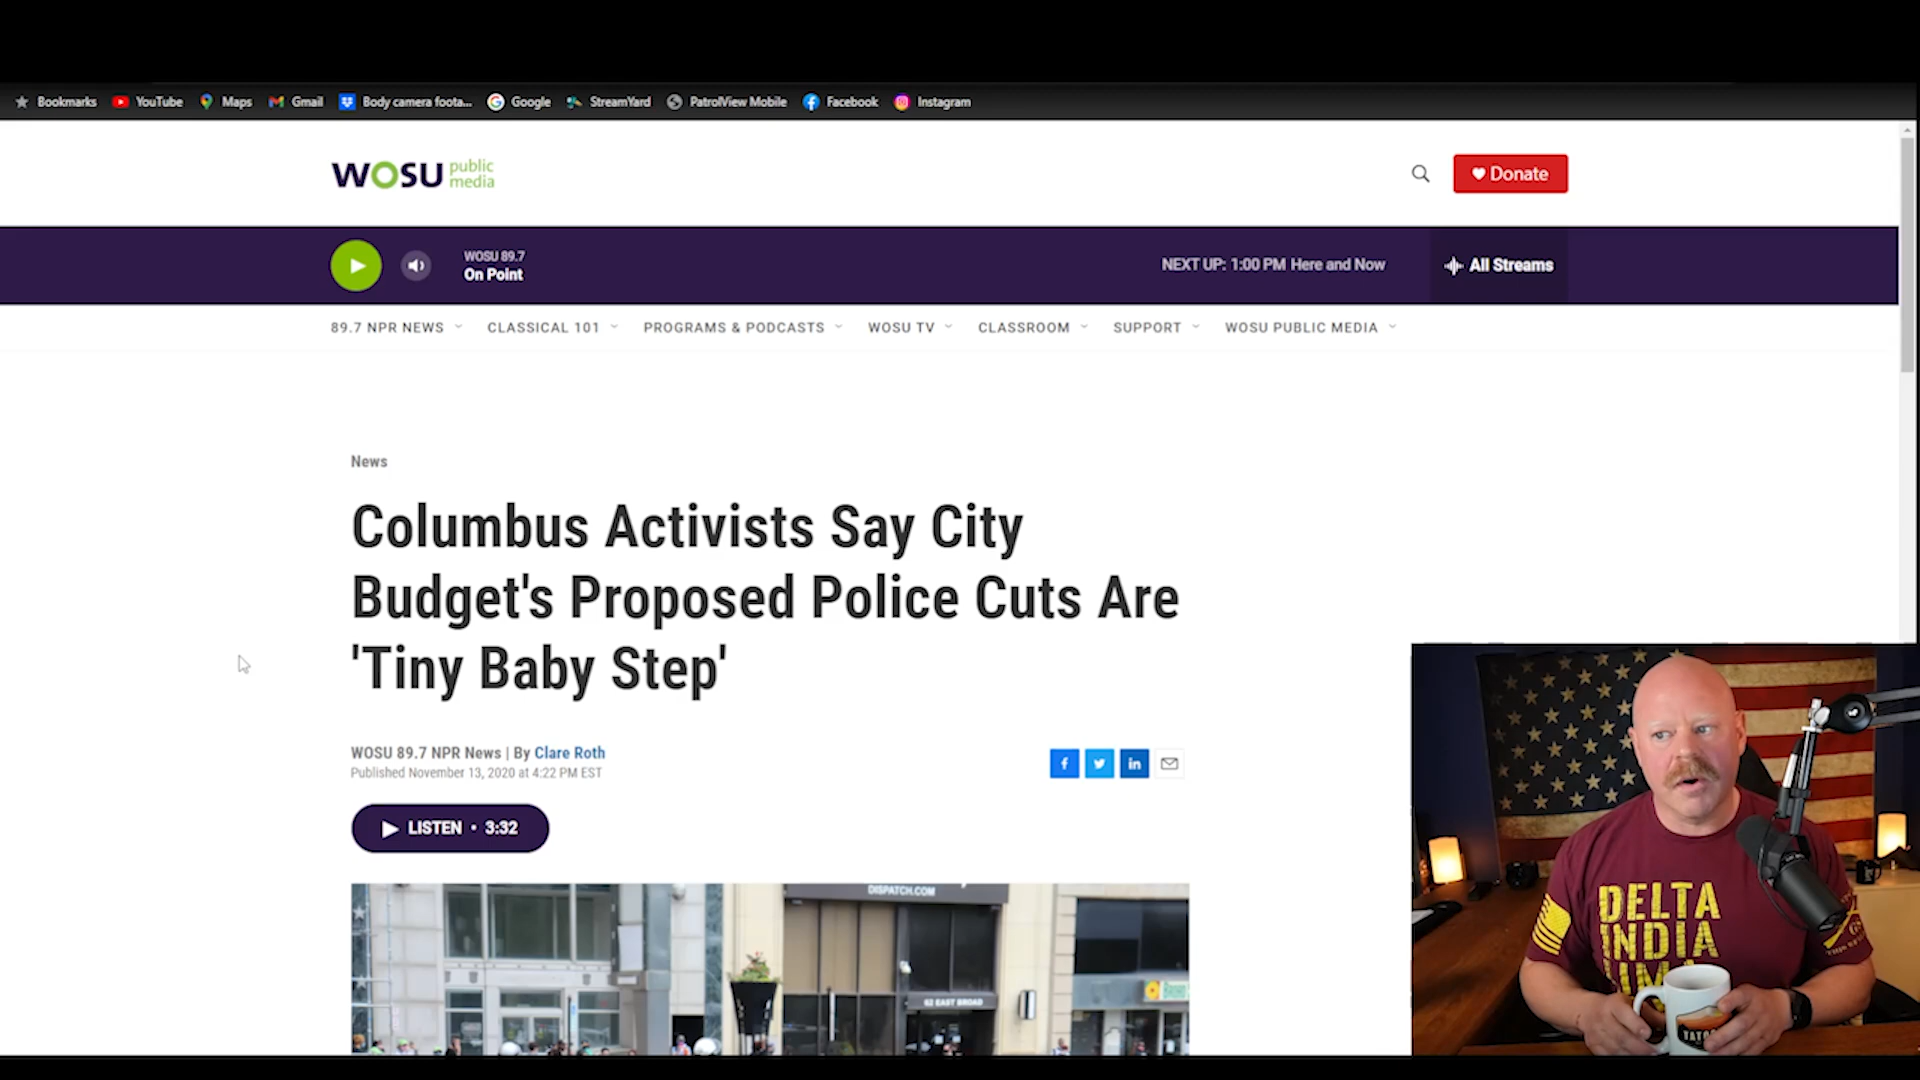 Bookmarks YouTube Maps Gmail Body camera foota... Google StreamYard PatrolView Mobile Facebook Instagram
WOSU public media
Donate
WOSU 89.7
On Point
NEXT UP: 1:00 PM Here and Now
All Streams
89.7 NPR NEWS CLASSICAL 101 PROGRAMS & PODCASTS WOSU TV CLASSROOM SUPPORT WOSU PUBLIC MEDIA
News
Columbus Activists Say City
Budget's Proposed Police Cuts Are
'Tiny Baby Step'
WOSU 89.7 NPR News | By Clare Roth
Published November 13, 2020 at 4:22 PM EST
LISTEN • 3:32
DISPATCH.COM
62 EAST BROAD
DELTA
INDIA